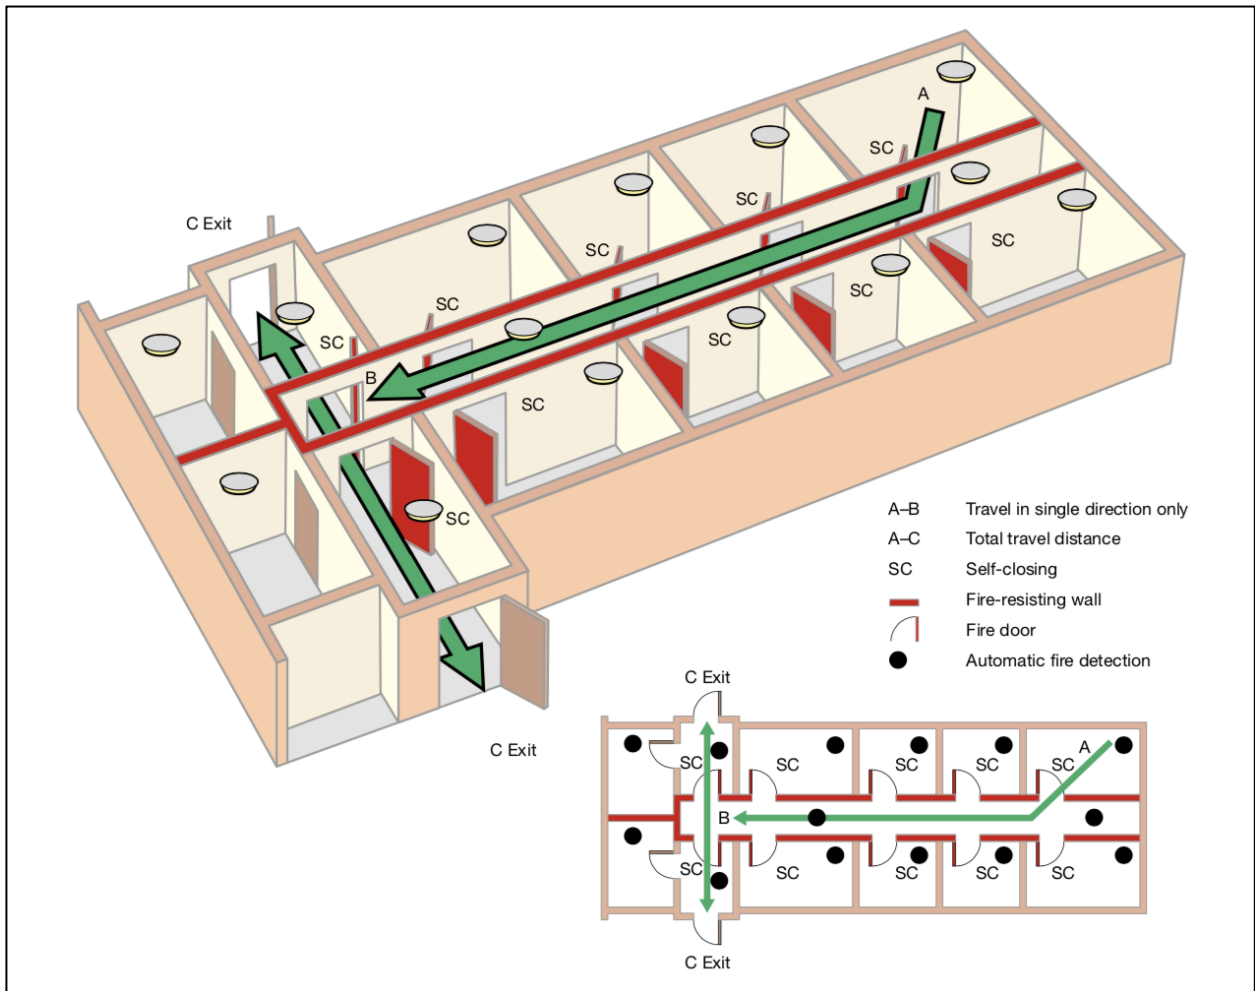 A
SC
SC
C Exit
SC
SC
SC
SC
SC
B
SC
SC
SC
A–B Travel in single direction only
A–C Total travel distance
SC Self-closing
Fire-resisting wall
Fire door
Automatic fire detection
C Exit
C Exit
A
SC SC SC SC SC
B
SC SC SC SC SC
C Exit